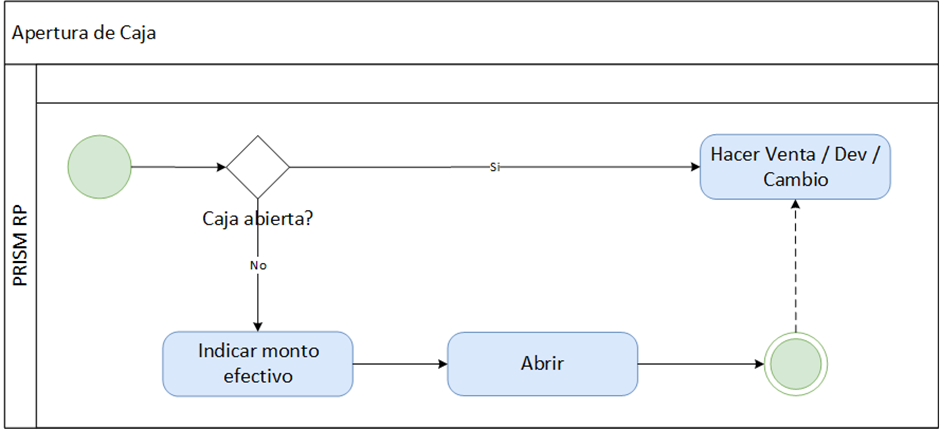 Apertura de Caja
PRISM RP
Si
Hacer Venta / Dev /
Cambio
Caja abierta?
No
Indicar monto
efectivo
Abrir